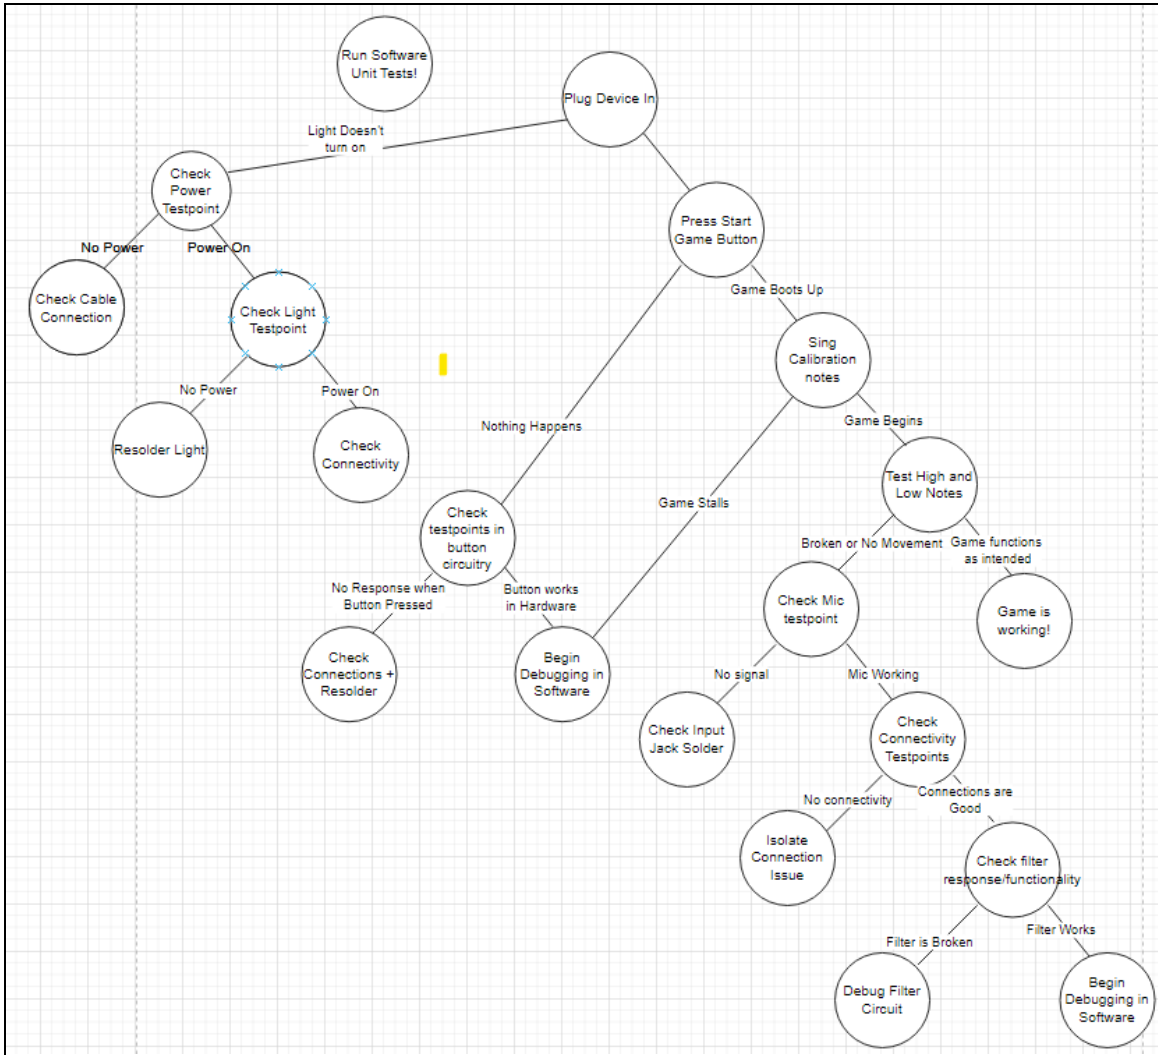 Run Software
Unit Tests!
Plug Device In
Light Doesn't
turn on
Check
Power
Testpoint
Press Start
Game Button
No Power
Power On
Game Boots Up
Check Cable
Connection
Check Light
Testpoint
Sing
Calibration
notes
No Power
Power On
Game Begins
Nothing Happens
Resolder Light
Check
Connectivity
Test High and
Low Notes
Game Stalls
Check
testpoints in
button
circuitry
Broken or No Movement
Game functions
as intended
No Response when
Button Pressed
Button works
in Hardware
Check Mic
testpoint
Game is
working!
Check
Connections +
Resolder
Begin
Debugging in
Software
No signal
Mic Working
Check Input
Jack Solder
Check
Connectivity
Testpoints
No connectivity
Connections are
Good
Isolate
Connection
Issue
Check filter
response/functionality
Filter is Broken
Filter Works
Debug Filter
Circuit
Begin
Debugging in
Software